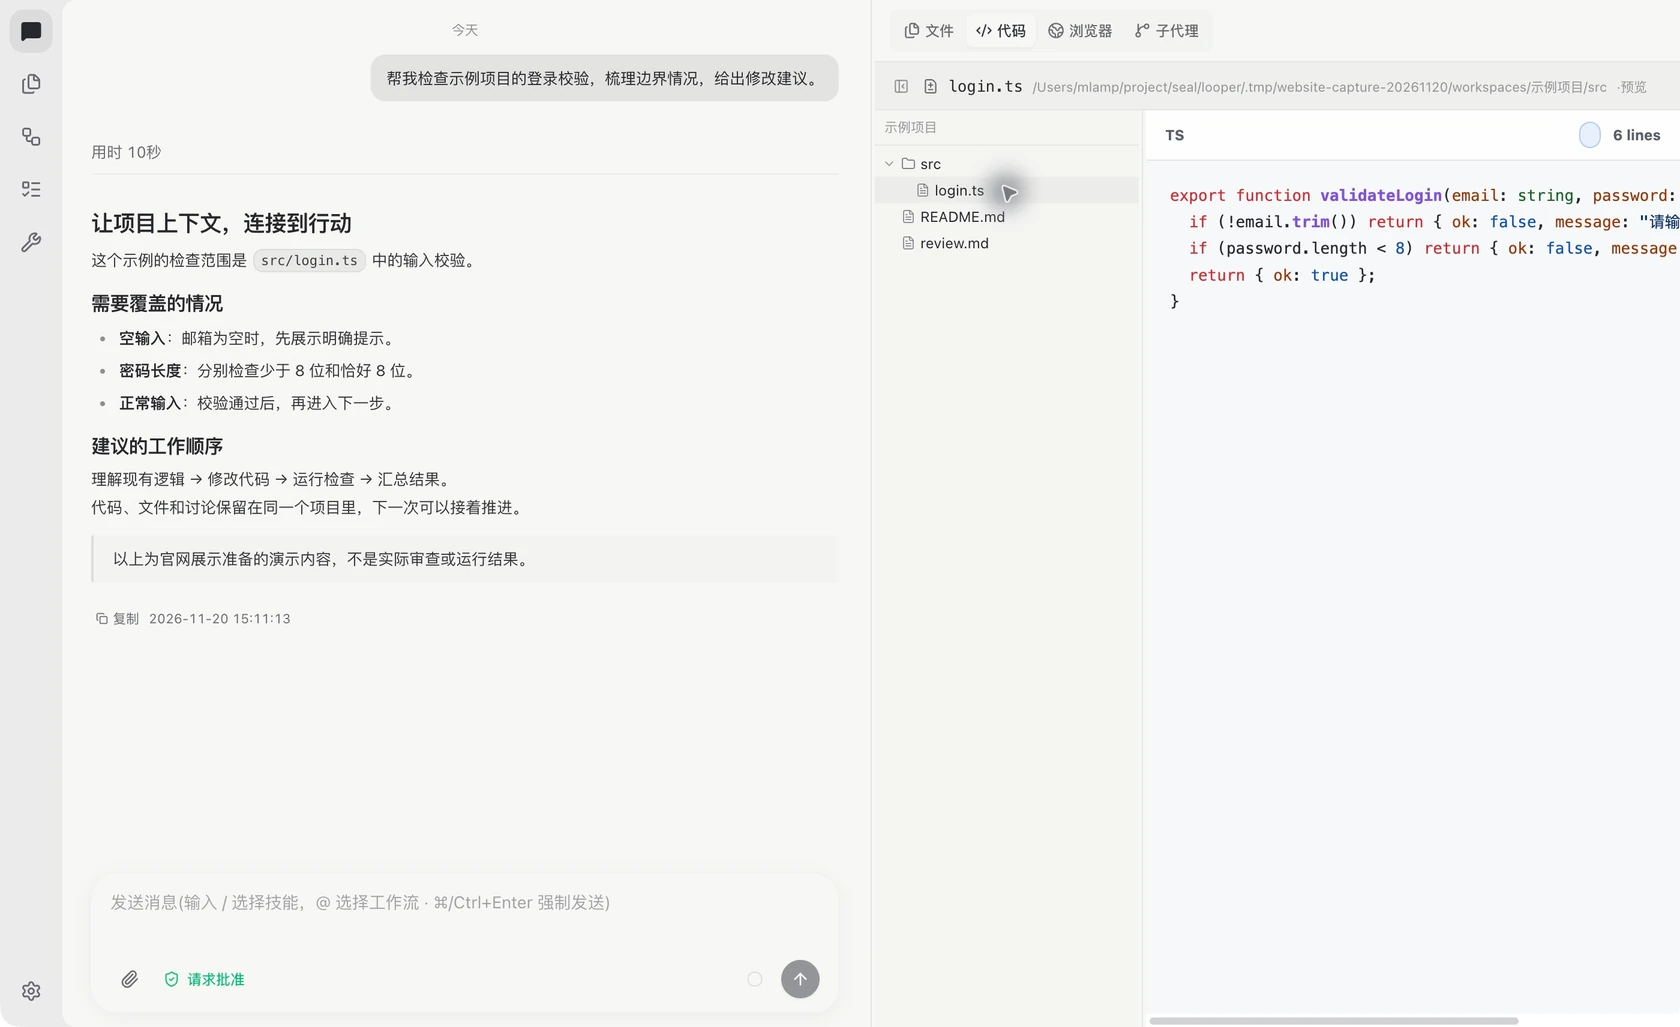 今天
帮我检查示例项目的登录校验，梳理边界情况，给出修改建议。
用时 10秒
让项目上下文，连接到行动
这个示例的检查范围是 src/login.ts 中的输入校验。
需要覆盖的情况
• 空输入：邮箱为空时，先展示明确提示。
• 密码长度：分别检查少于 8 位和恰好 8 位。
• 正常输入：校验通过后，再进入下一步。
建议的工作顺序
理解现有逻辑 → 修改代码 → 运行检查 → 汇总结果。
代码、文件和讨论保留在同一个项目里，下一次可以接着推进。
以上为官网展示准备的演示内容，不是实际审查或运行结果。
复制 2026-11-20 15:11:13
发送消息(输入 / 选择技能，@ 选择工作流 · ⌘/Ctrl+Enter 强制发送)
请求批准
文件 代码 浏览器 子代理
login.ts /Users/mlamp/project/seal/looper/.tmp/website-capture-20261120/workspaces/示例项目/src ·预览
示例项目
src
login.ts
README.md
review.md
TS 6 lines
export function validateLogin(email: string, password:
if (!email.trim()) return { ok: false, message: "请输
if (password.length < 8) return { ok: false, message
return { ok: true };
}